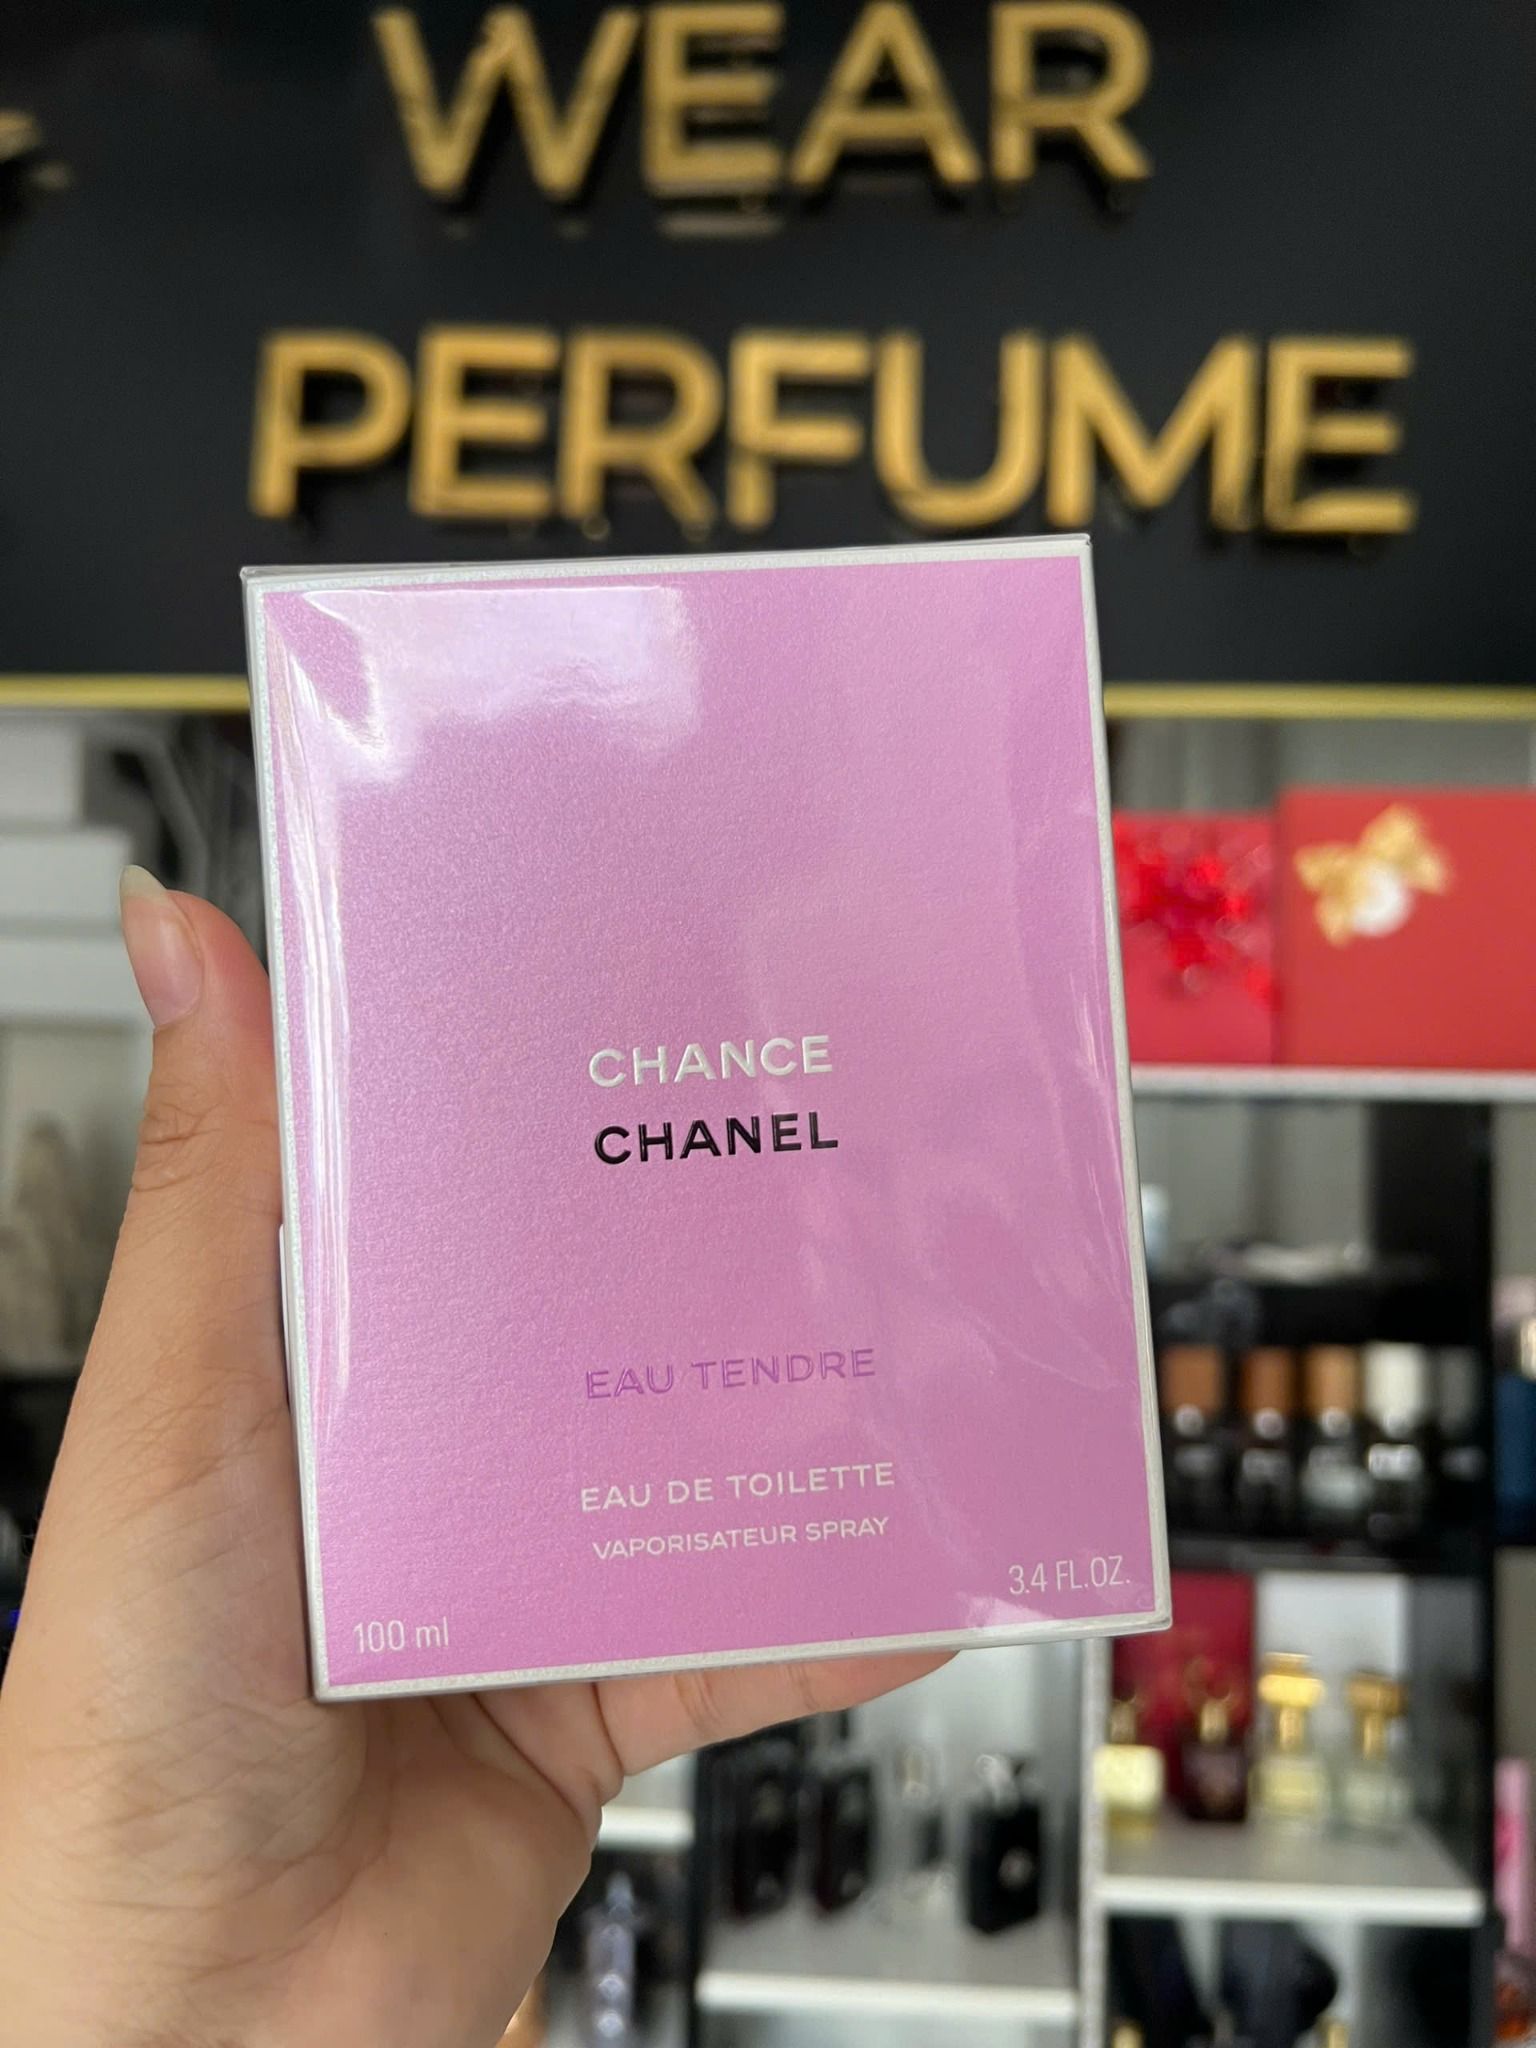 WEAR
PERFUME
CHANCE
CHANEL
EAU TENDRE
EAU DE TOILETTE
VAPORISATEUR SPRAY
100 ml
3.4 FL.OZ.